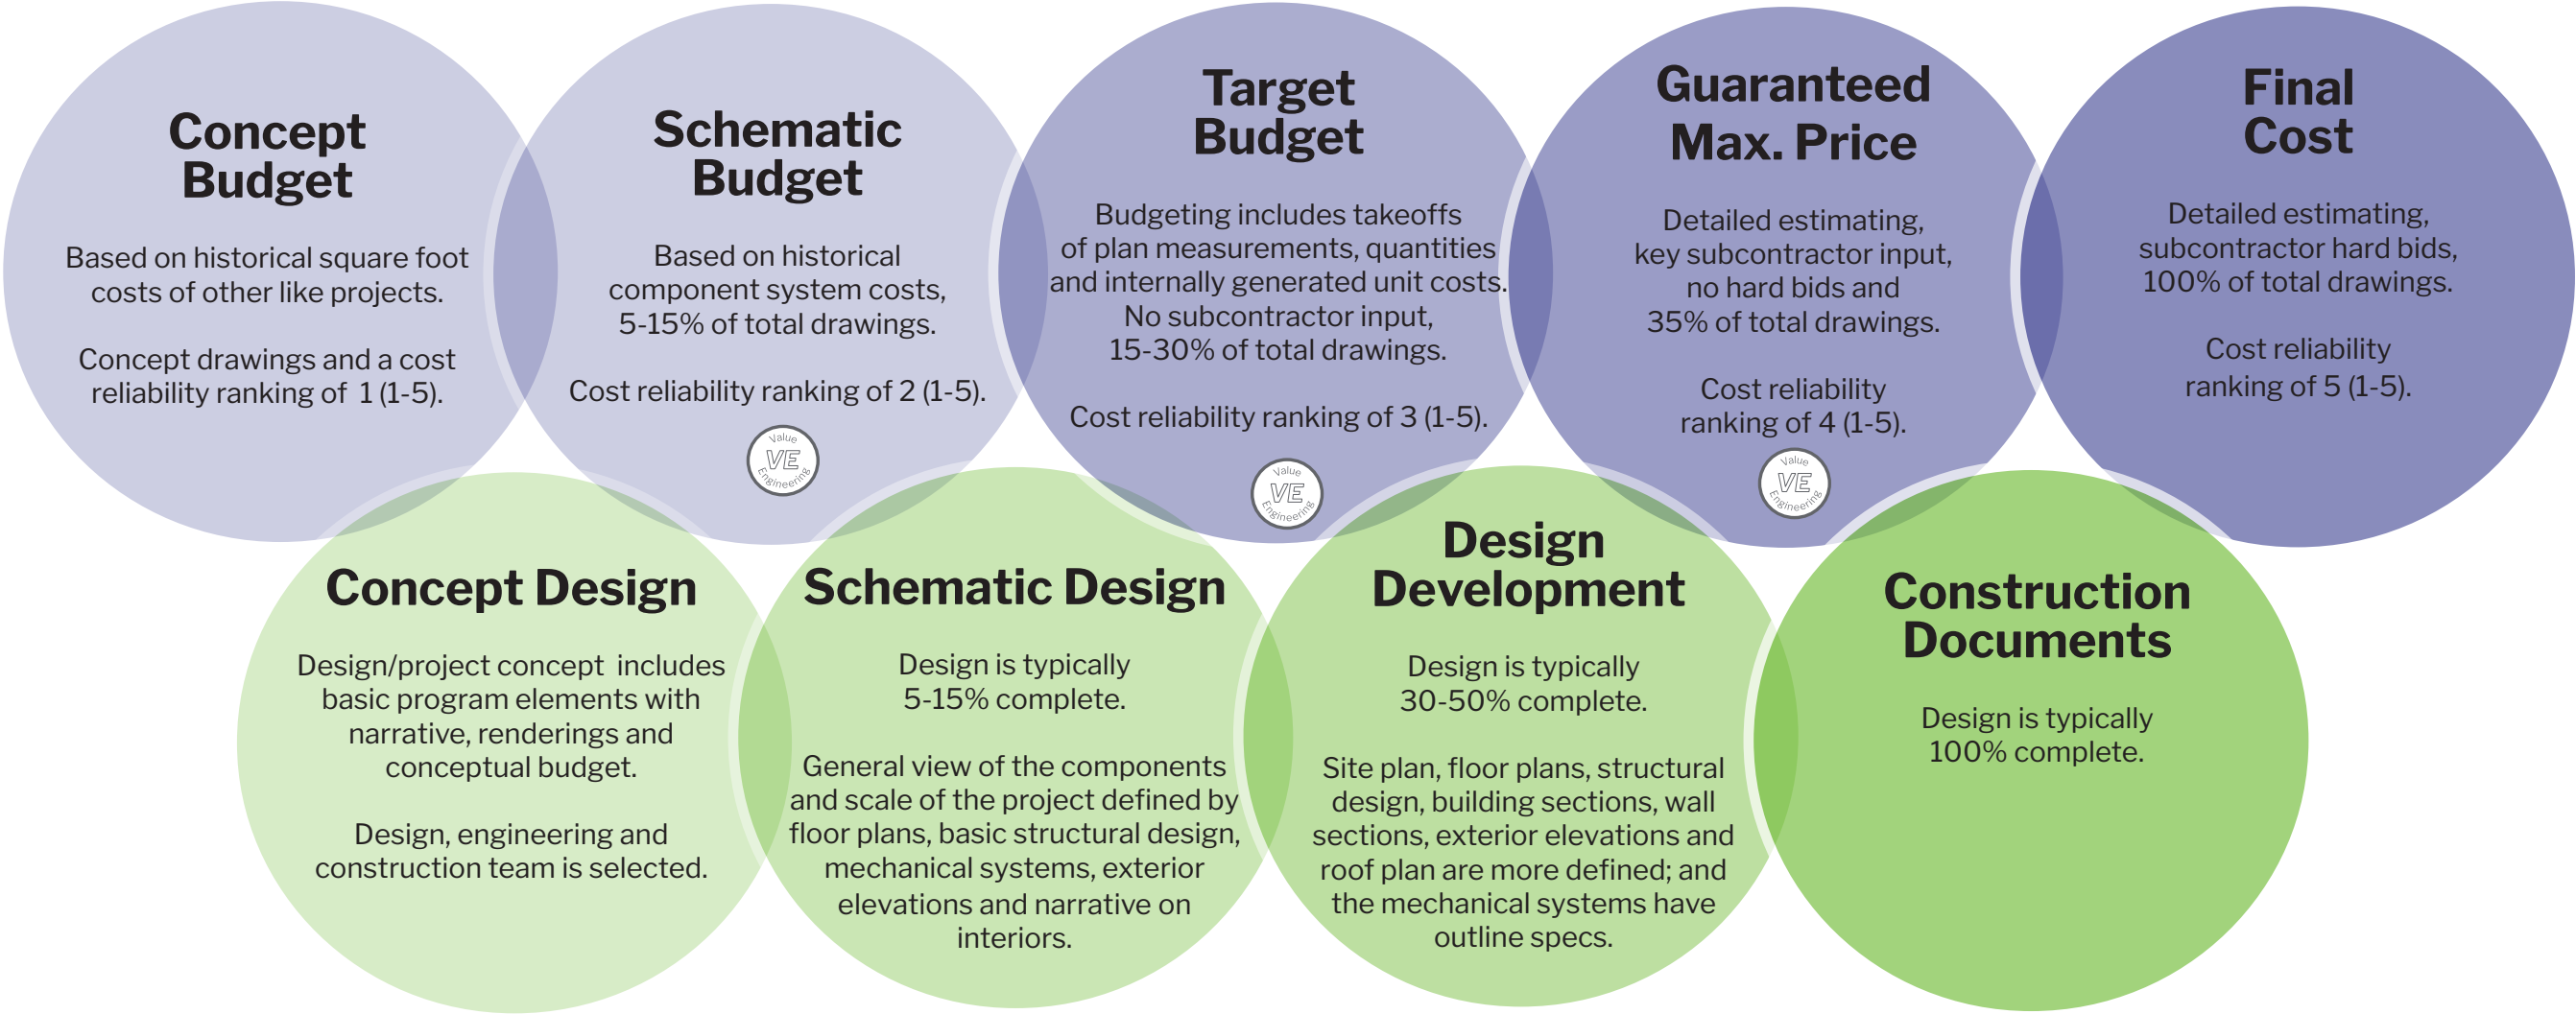 Concept
Budget
Based on historical square foot
costs of other like projects.
Concept drawings and a cost
reliability ranking of 1 (1-5).
Schematic
Budget
Based on historical
component system costs,
5-15% of total drawings.
Cost reliability ranking of 2 (1-5).
Value
VE
Engineering
Target
Budget
Budgeting includes takeoffs
of plan measurements, quantities
and internally generated unit costs.
No subcontractor input,
15-30% of total drawings.
Cost reliability ranking of 3 (1-5).
Value
VE
Engineering
Guaranteed
Max. Price
Detailed estimating,
key subcontractor input,
no hard bids and
35% of total drawings.
Cost reliability
ranking of 4 (1-5).
Value
VE
Engineering
Final
Cost
Detailed estimating,
subcontractor hard bids,
100% of total drawings.
Cost reliability
ranking of 5 (1-5).
Concept Design
Design/project concept includes
basic program elements with
narrative, renderings and
conceptual budget.
Design, engineering and
construction team is selected.
Schematic Design
Design is typically
5-15% complete.
General view of the components
and scale of the project defined by
floor plans, basic structural design,
mechanical systems, exterior
elevations and narrative on
interiors.
Design
Development
Design is typically
30-50% complete.
Site plan, floor plans, structural
design, building sections, wall
sections, exterior elevations and
roof plan are more defined; and
the mechanical systems have
outline specs.
Construction
Documents
Design is typically
100% complete.